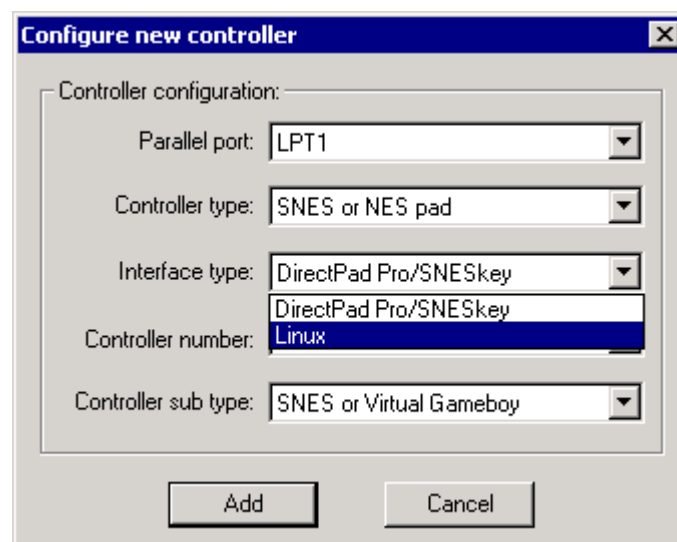 Configure new controller
Controller configuration:
Parallel port: LPT1
Controller type: SNES or NES pad
Interface type: DirectPad Pro/SNESkey
DirectPad Pro/SNESkey
Linux
Controller number:
Controller sub type: SNES or Virtual Gameboy
Add Cancel